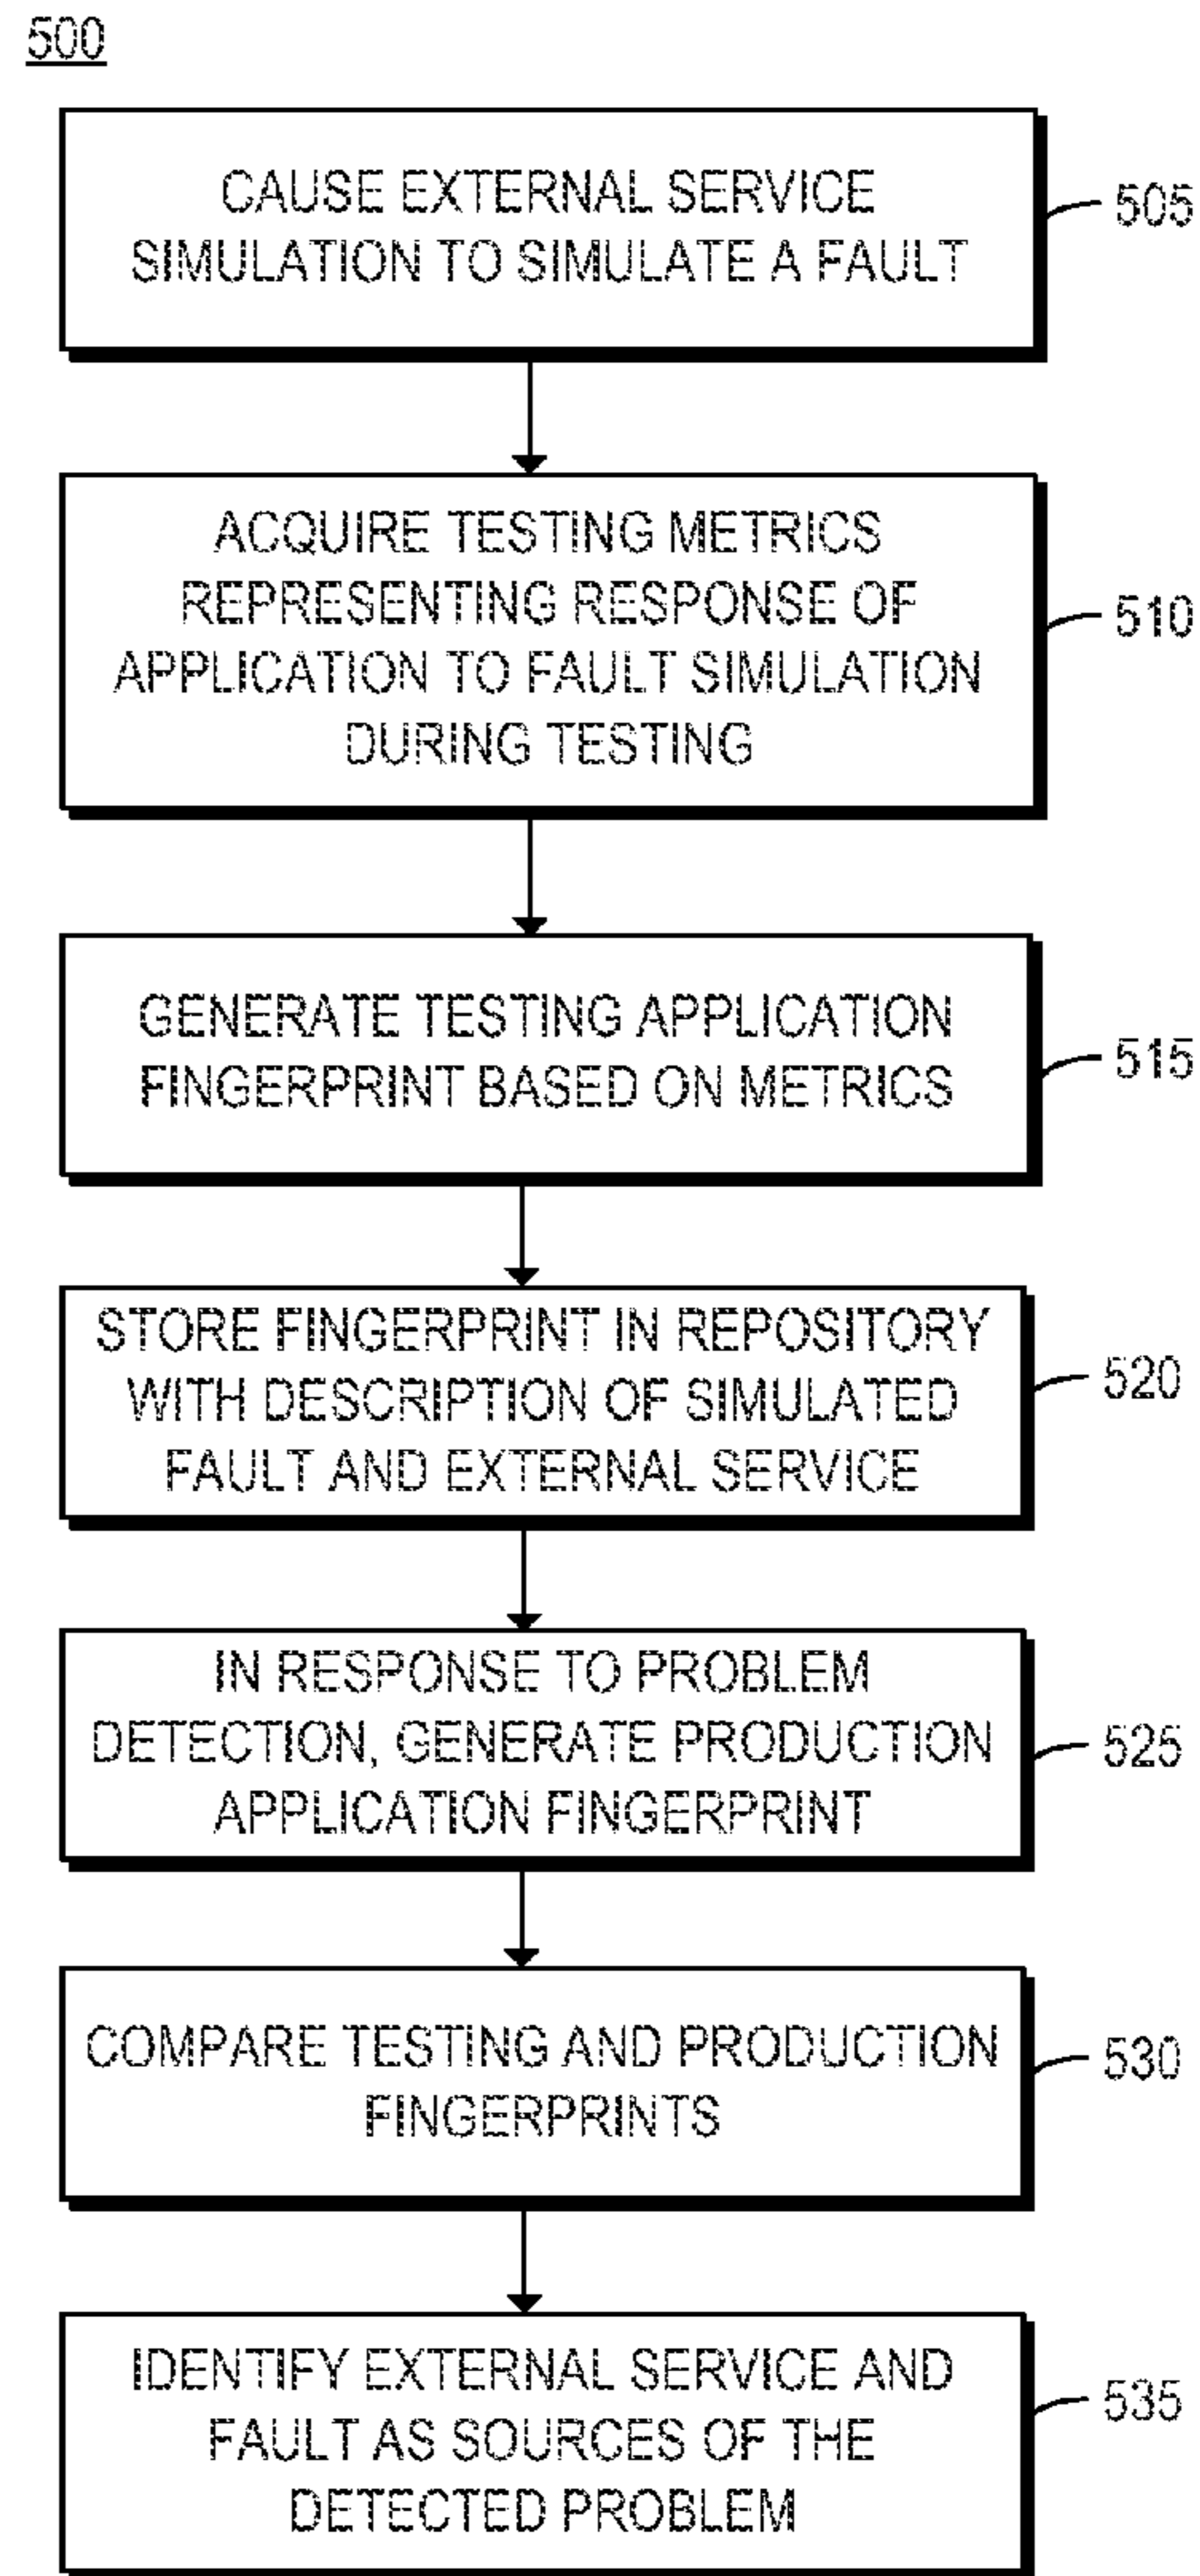 500
CAUSE EXTERNAL SERVICE
SIMULATION TO SIMULATE A FAULT
505
ACQUIRE TESTING METRICS
REPRESENTING RESPONSE OF
APPLICATION TO FAULT SIMULATION
DURING TESTING
510
GENERATE TESTING APPLICATION
FINGERPRINT BASED ON METRICS
515
STORE FINGERPRINT IN REPOSITORY
WITH DESCRIPTION OF SIMULATED
FAULT AND EXTERNAL SERVICE
520
IN RESPONSE TO PROBLEM
DETECTION, GENERATE PRODUCTION
APPLICATION FINGERPRINT
525
COMPARE TESTING AND PRODUCTION
FINGERPRINTS
530
IDENTIFY EXTERNAL SERVICE AND
FAULT AS SOURCES OF THE
DETECTED PROBLEM
535